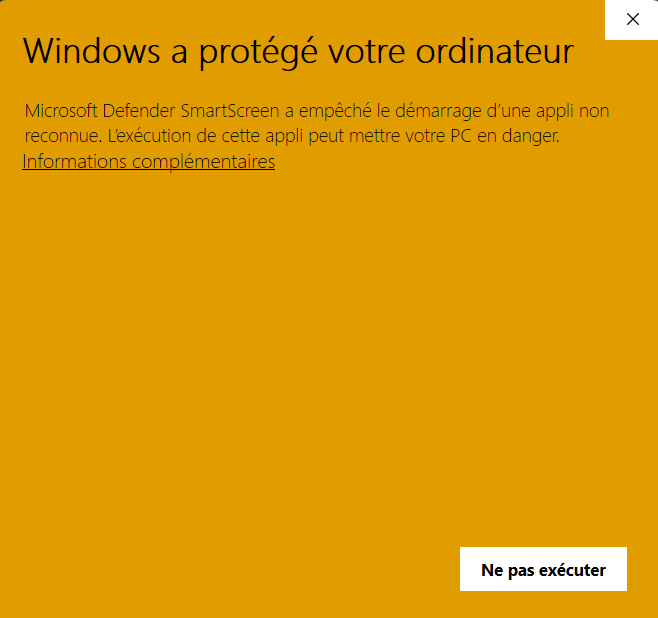 Windows a protégé votre ordinateur
Microsoft Defender SmartScreen a empêché le démarrage d’une appli non
reconnue. L’exécution de cette appli peut mettre votre PC en danger.
Informations complémentaires
Ne pas exécuter